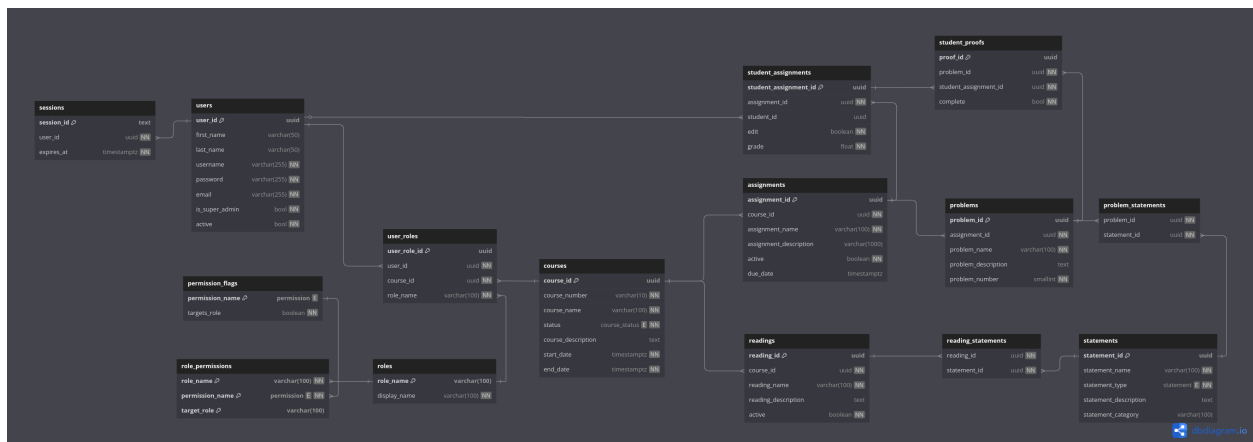 sessions
session_id text
user_id uuid NN
expires_at timestamptz NN
users
user_id uuid
first_name varchar(50)
last_name varchar(50)
username varchar(255) NN
password varchar(255) NN
email varchar(255) NN
is_super_admin bool NN
active bool NN
permission_flags
permission_name permission E
targets_role boolean NN
role_permissions
role_name varchar(100) NN
permission_name permission E NN
target_role varchar(100)
user_roles
user_role_id uuid
user_id uuid NN
course_id uuid NN
role_name varchar(100) NN
roles
role_name varchar(100)
display_name varchar(100) NN
courses
course_id uuid
course_number varchar(10) NN
course_name varchar(100) NN
status course_status E NN
course_description text
start_date timestamptz NN
end_date timestamptz NN
student_assignments
student_assignment_id uuid
assignment_id uuid NN
student_id uuid
edit boolean NN
grade float NN
assignments
assignment_id uuid
course_id uuid NN
assignment_name varchar(100) NN
assignment_description varchar(1000)
active boolean NN
due_date timestamptz
readings
reading_id uuid
course_id uuid NN
reading_name varchar(100) NN
reading_description text
active boolean NN
student_proofs
proof_id uuid
problem_id uuid NN
student_assignment_id uuid NN
complete bool NN
problems
problem_id uuid
assignment_id uuid NN
problem_name varchar(100) NN
problem_description text
problem_number smallint NN
problem_statements
problem_id uuid NN
statement_id uuid NN
reading_statements
reading_id uuid NN
statement_id uuid NN
statements
statement_id uuid
statement_name varchar(100) NN
statement_type statement E NN
statement_description text
statement_category varchar(100)
dbdiagram.io